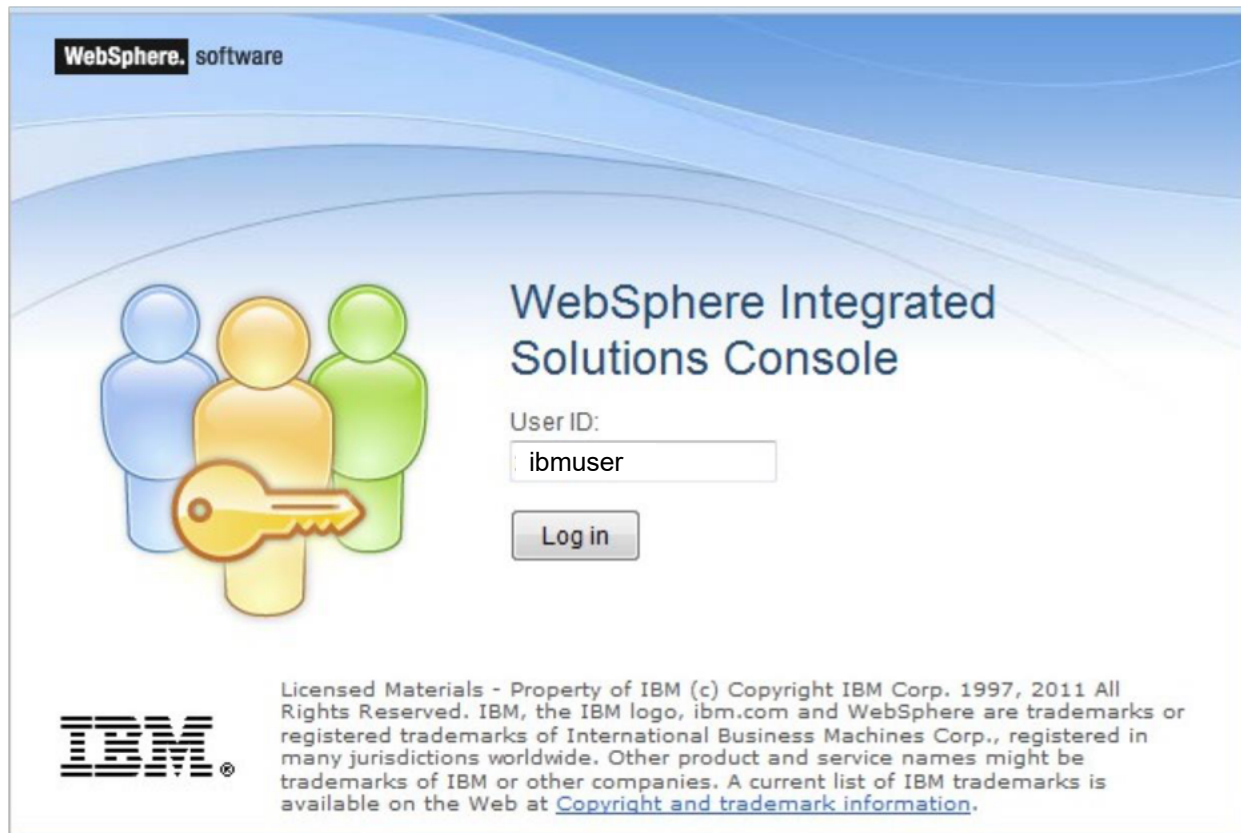 WebSphere. software
WebSphere Integrated
Solutions Console
User ID:
ibmuser
Log in
Licensed Materials - Property of IBM (c) Copyright IBM Corp. 1997, 2011 All
Rights Reserved. IBM, the IBM logo, ibm.com and WebSphere are trademarks or
registered trademarks of International Business Machines Corp., registered in
many jurisdictions worldwide. Other product and service names might be
trademarks of IBM or other companies. A current list of IBM trademarks is
available on the Web at Copyright and trademark information.
IBM®